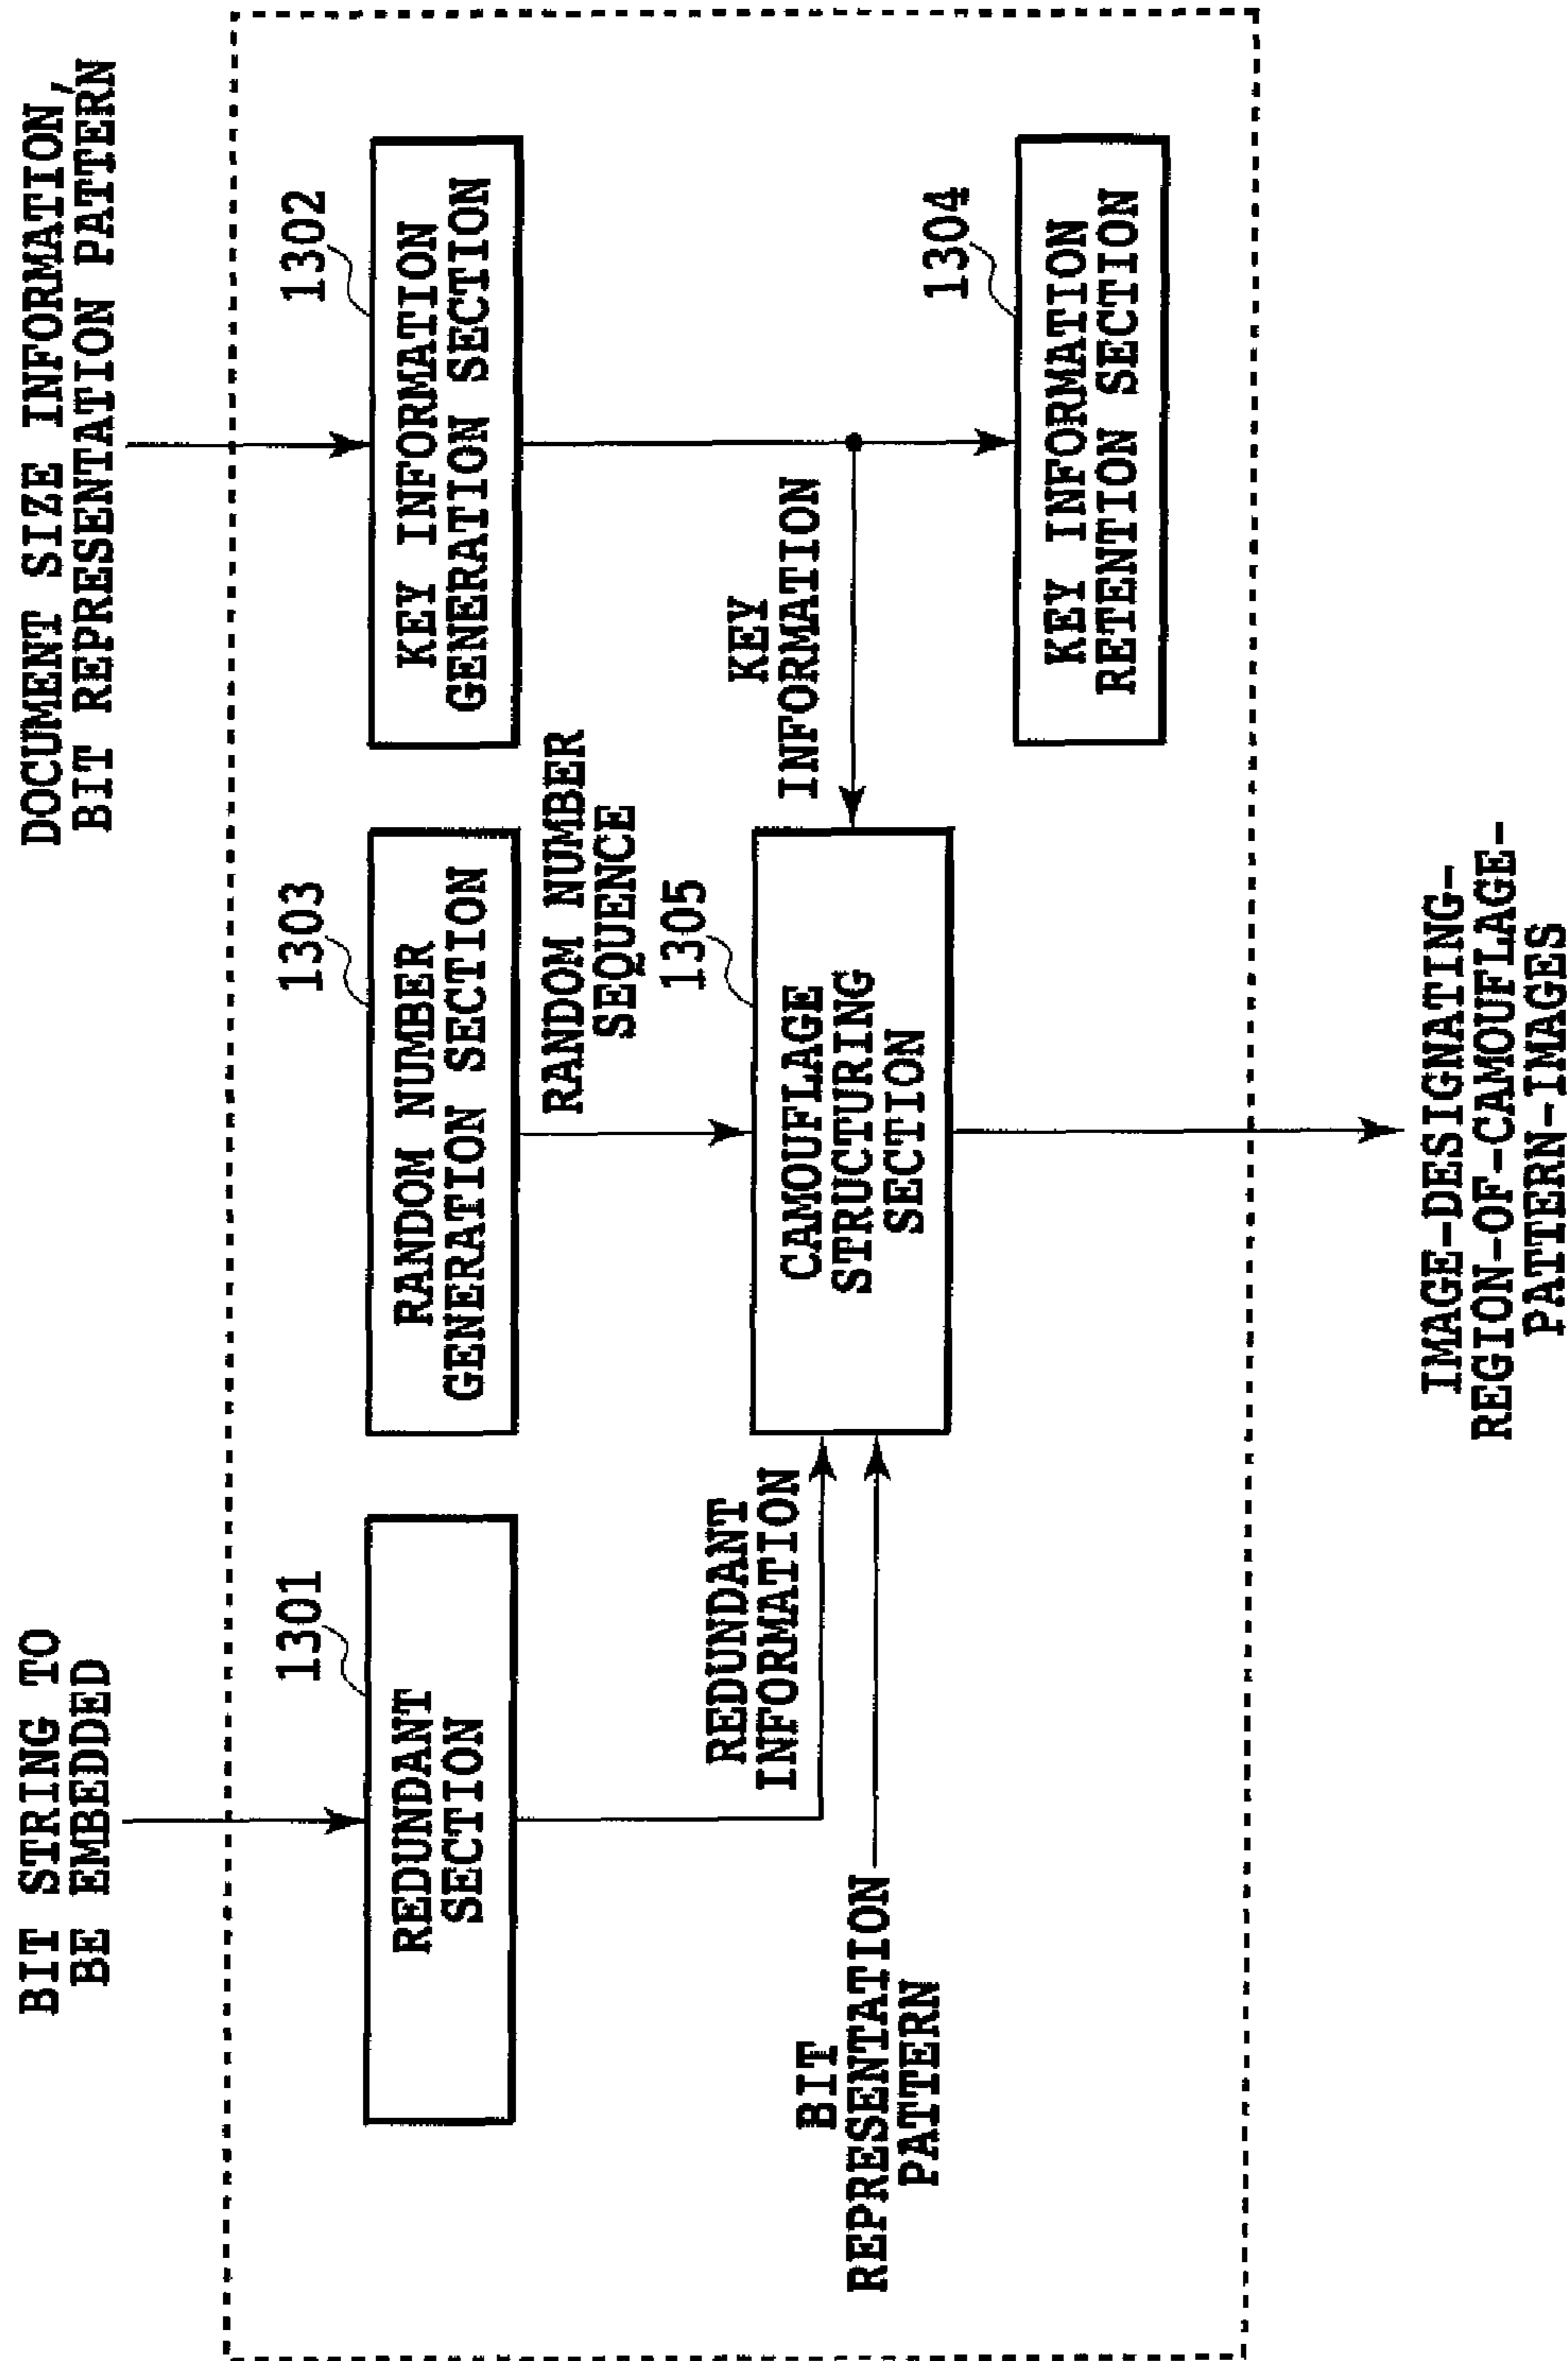 BIT STRING TO
BE EMBEDDED
DOCUMENT SIZE INFORMATION,
BIT REPRESENTATION PATTERN
1301
REDUNDANT
SECTION
1303
RANDOM NUMBER
GENERATION SECTION
1302
KEY INFORMATION
GENERATION SECTION
RANDOM NUMBER
SEQUENCE
REDUNDANT
INFORMATION
1305
KEY
INFORMATION
BIT
REPRESENTATION
PATTERN
CAMOUFLAGE
STRUCTURING
SECTION
1304
KEY INFORMATION
RETENTION SECTION
IMAGE-DESIGNATING-
REGION-OF-CAMOUFLAGE-
PATTERN-IMAGES